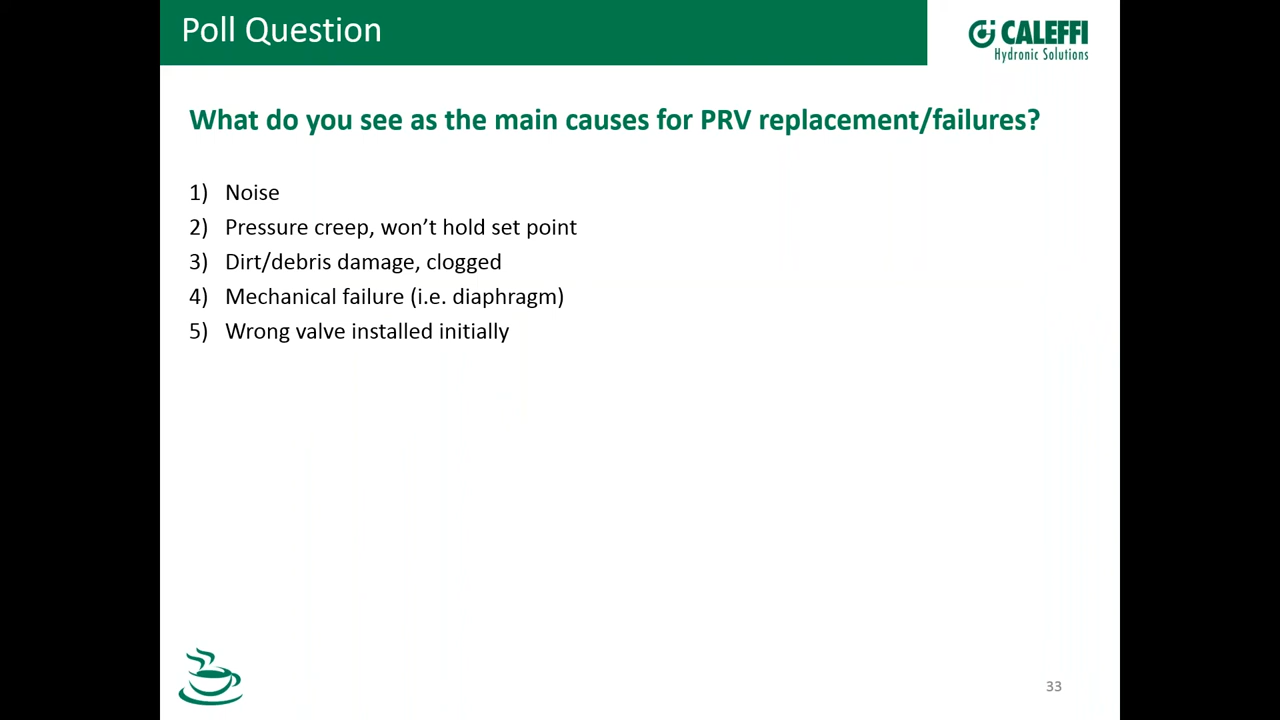 Poll Question
CALEFFI
Hydronic Solutions
What do you see as the main causes for PRV replacement/failures?
1) Noise
2) Pressure creep, won’t hold set point
3) Dirt/debris damage, clogged
4) Mechanical failure (i.e. diaphragm)
5) Wrong valve installed initially
33